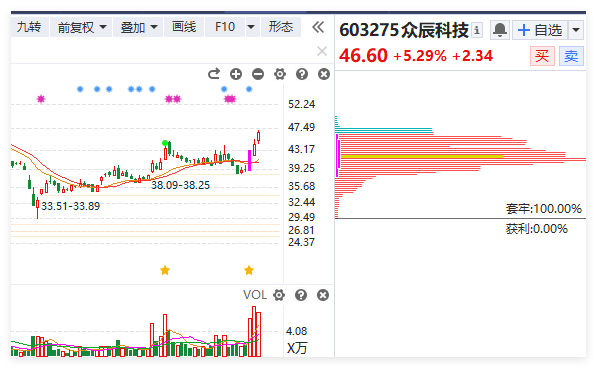 九转 前复权 叠加 画线 F10 形态
603275 众辰科技 自选
46.60 +5.29% +2.34 买 卖
52.24
47.49
43.17
39.25
38.09-38.25
35.68
33.51-33.89
32.44
29.49
26.81
24.37
套牢:100.00%
获利:0.00%
VOL
4.08
X万